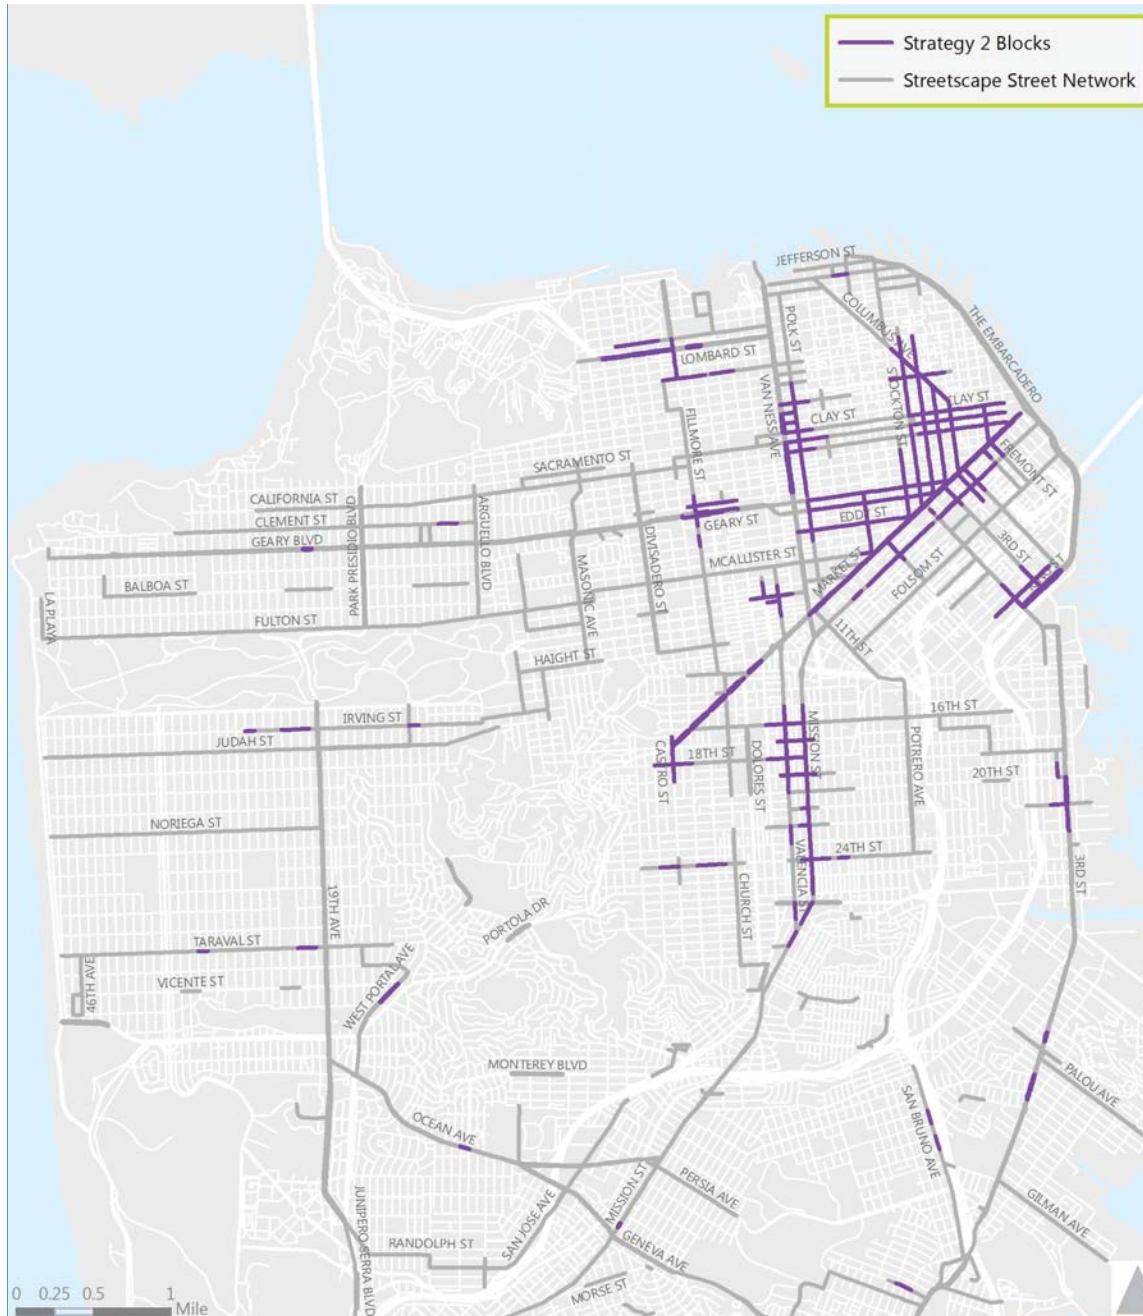 Strategy 2 Blocks
Streetscape Street Network
JEFFERSON ST
COLUMBUS AVE
THE EMBARCADERO
POLK ST
LOMBARD ST
VAN NESS AVE
STOCKTON ST
CLAY ST
CLAY ST
FILLMORE ST
FREMONT ST
SACRAMENTO ST
CALIFORNIA ST
CLEMENT ST
GEARY BLVD
PARK PRESIDIO BLVD
ARGUELLO BLVD
GEARY ST
EDDY ST
DIVISADERO ST
MCALLISTER ST
MARKET ST
FOLSOM ST
3RD ST
KING ST
MASONIC AVE
BALBOA ST
LA PLAYA
FULTON ST
11TH ST
HAIGHT ST
IRVING ST
JUDAH ST
16TH ST
MISSION ST
CASTRO ST
18TH ST
DOLORES ST
POTRERO AVE
20TH ST
NORIEGA ST
24TH ST
VALENCIA ST
3RD ST
CHURCH ST
19TH AVE
PORTOLA DR
TARAVAL ST
46TH AVE
VICENTE ST
WEST PORTAL AVE
MONTEREY BLVD
PALOU AVE
SAN BRUNO AVE
OCEAN AVE
MISSION ST
PERSIA AVE
GILMAN AVE
JUNIPERO SERRA BLVD
SAN JOSE AVE
RANDOLPH ST
GENEVA AVE
MORSE ST
0 0.25 0.5 1
Mile